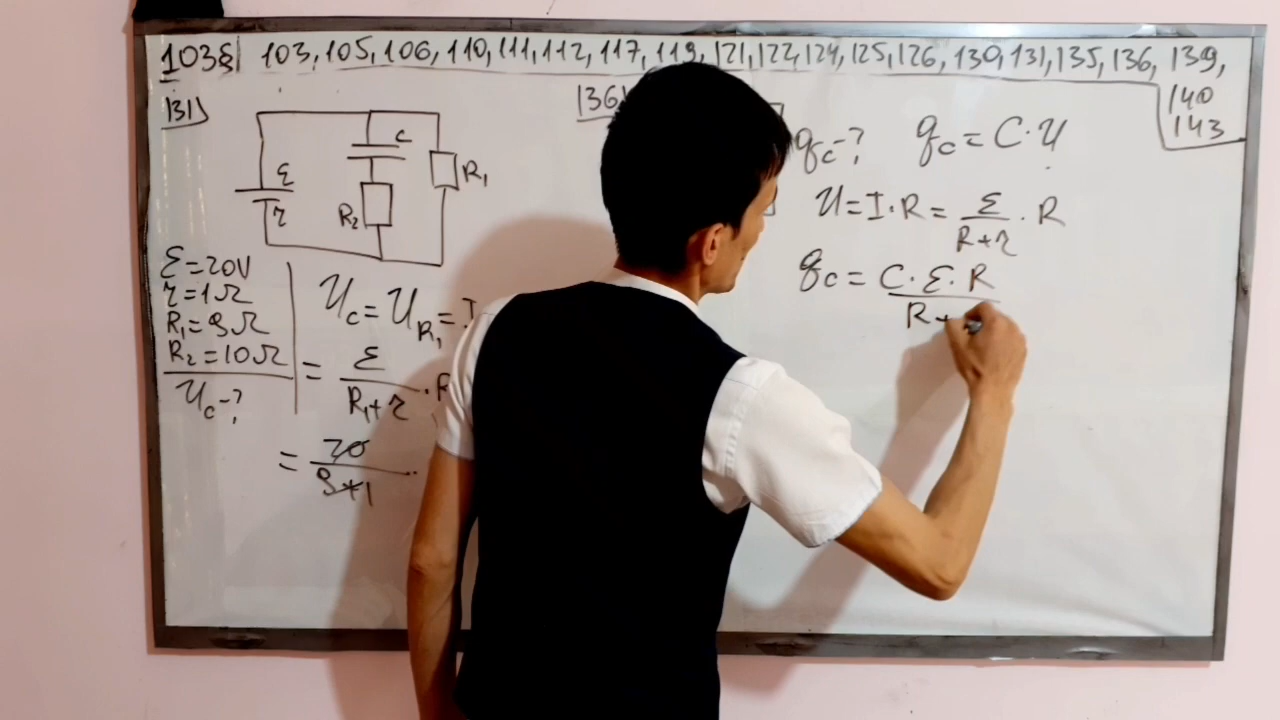 103§| 103, 105, 106, 110, 111, 112, 117, 119, 121, 122, 124, 125, 126, 130, 131, 135, 136, 139,
140
143
131)
ε
r
C
R₂
R₁
ε=20V
r=1Ω
R₁=9Ω
R₂=10Ω
U_c-?
U_c=U_R₁=I
= ε/(R₁+r) ·R
= 20/(9+1) ·
136
q_c-? q_c=C·U
U=I·R= ε/(R+r) ·R
q_c = C·ε·R/(R+